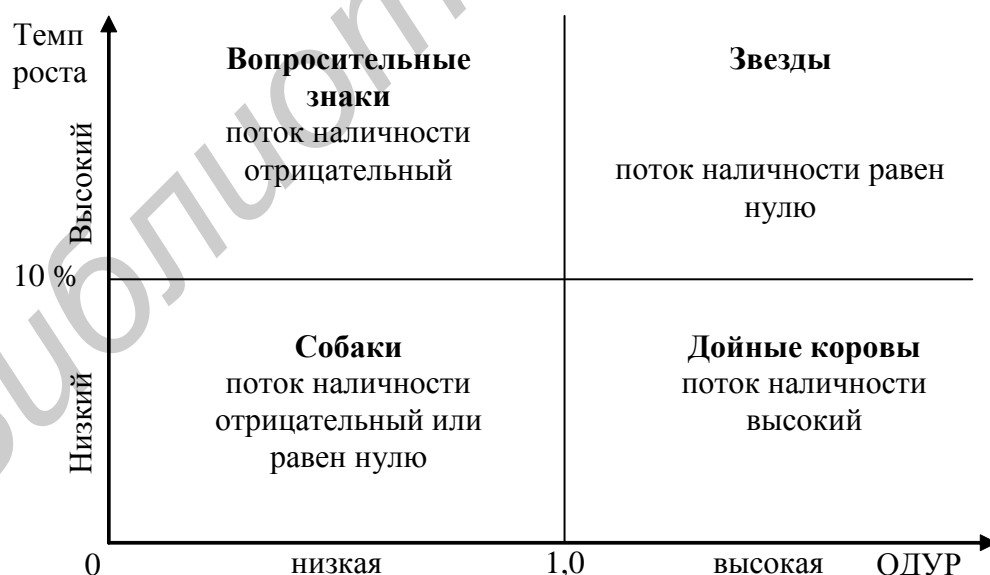 Темп
роста
Высокий
Вопросительные
знаки
поток наличности
отрицательный
Звезды
поток наличности равен
нулю
10 %
Низкий
Собаки
поток наличности
отрицательный или
равен нулю
Дойные коровы
поток наличности
высокий
0
низкая
1,0
высокая
ОДУР